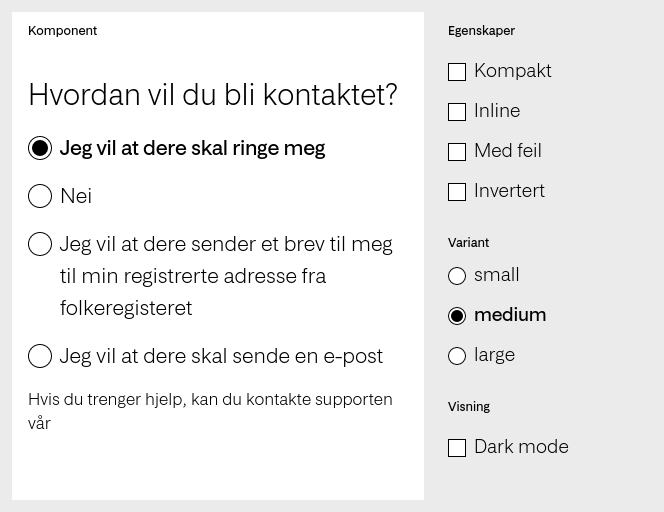 Komponent
Hvordan vil du bli kontaktet?
Jeg vil at dere skal ringe meg
Nei
Jeg vil at dere sender et brev til meg
til min registrerte adresse fra
folkeregisteret
Jeg vil at dere skal sende en e-post
Hvis du trenger hjelp, kan du kontakte supporten
vår
Egenskaper
Kompakt
Inline
Med feil
Invertert
Variant
small
medium
large
Visning
Dark mode